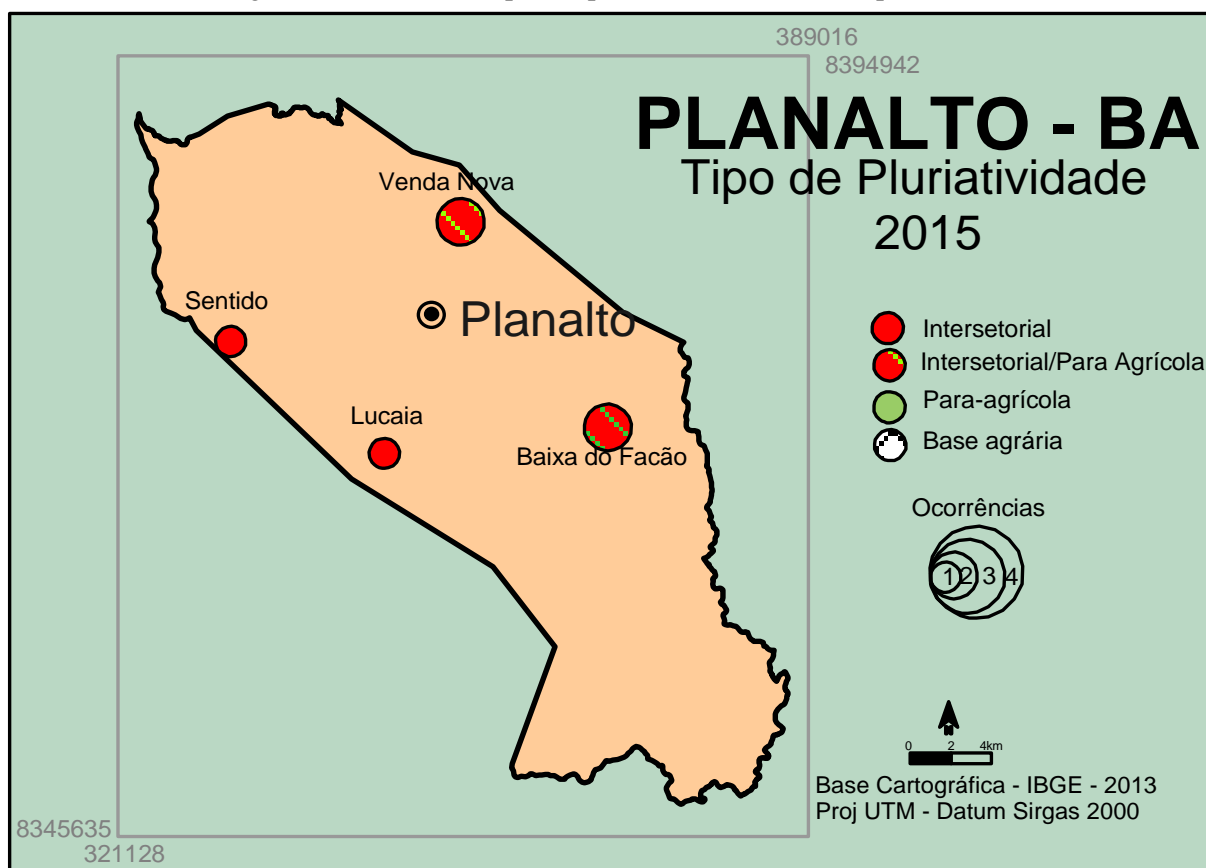 389016
8394942
PLANALTO - BA
Tipo de Pluriatividade
2015
Venda Nova
Sentido
Planalto
Lucaia
Baixa do Facão
Intersetorial
Intersetorial/Para Agrícola
Para-agrícola
Base agrária
Ocorrências
1 2 3 4
0 2 4km
Base Cartográfica - IBGE - 2013
Proj UTM - Datum Sirgas 2000
8345635
321128